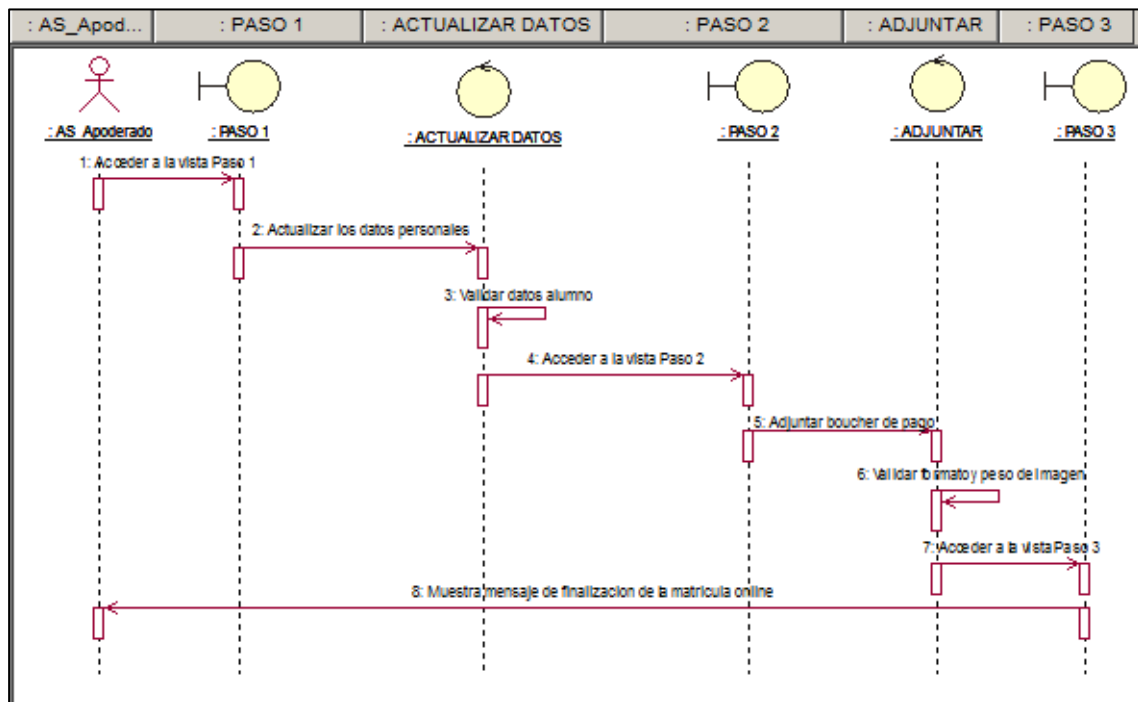 : AS_Apod...
: PASO 1
: ACTUALIZAR DATOS
: PASO 2
: ADJUNTAR
: PASO 3
: AS_Apoderado
: PASO 1
: ACTUALIZAR DATOS
: PASO 2
: ADJUNTAR
: PASO 3
1: Acceder a la vista Paso 1
2: Actualizar los datos personales
3: Validar datos alumno
4: Acceder a la vista Paso 2
5: Adjuntar boucher de pago
6: Validar formato y peso de imagen
7: Acceder a la vista Paso 3
8: Muestra mensaje de finalizacion de la matricula online